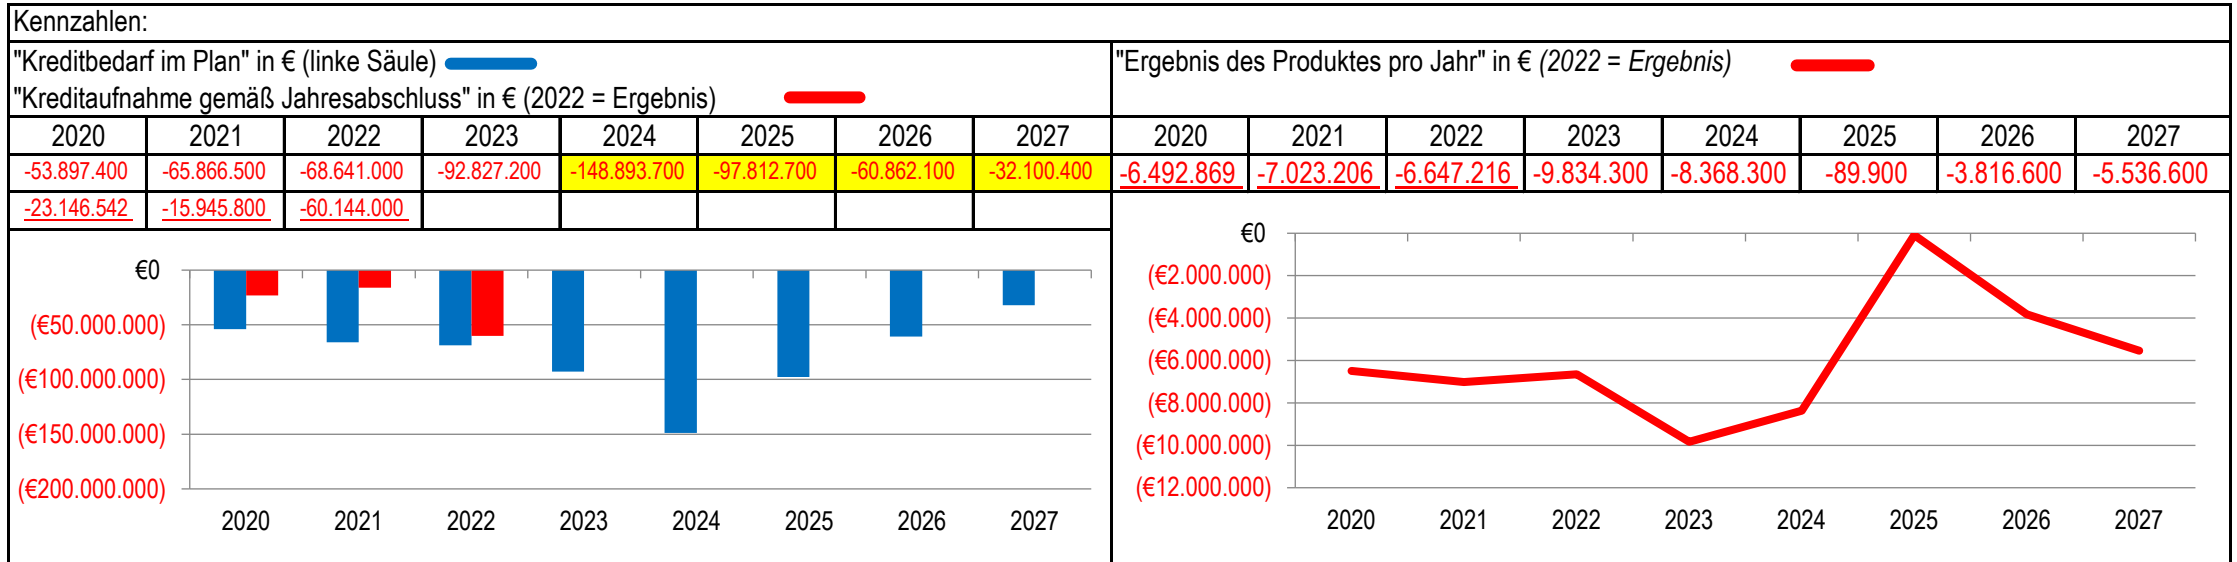 Kennzahlen:
"Kreditbedarf im Plan" in € (linke Säule)
"Kreditaufnahme gemäß Jahresabschluss" in € (2022 = Ergebnis)
2020 2021 2022 2023 2024 2025 2026 2027
-53.897.400 -65.866.500 -68.641.000 -92.827.200 -148.893.700 -97.812.700 -60.862.100 -32.100.400
-23.146.542 -15.945.800 -60.144.000
€0
(€50.000.000)
(€100.000.000)
(€150.000.000)
(€200.000.000)
2020 2021 2022 2023 2024 2025 2026 2027
"Ergebnis des Produktes pro Jahr" in € (2022 = Ergebnis)
2020 2021 2022 2023 2024 2025 2026 2027
-6.492.869 -7.023.206 -6.647.216 -9.834.300 -8.368.300 -89.900 -3.816.600 -5.536.600
€0
(€2.000.000)
(€4.000.000)
(€6.000.000)
(€8.000.000)
(€10.000.000)
(€12.000.000)
2020 2021 2022 2023 2024 2025 2026 2027